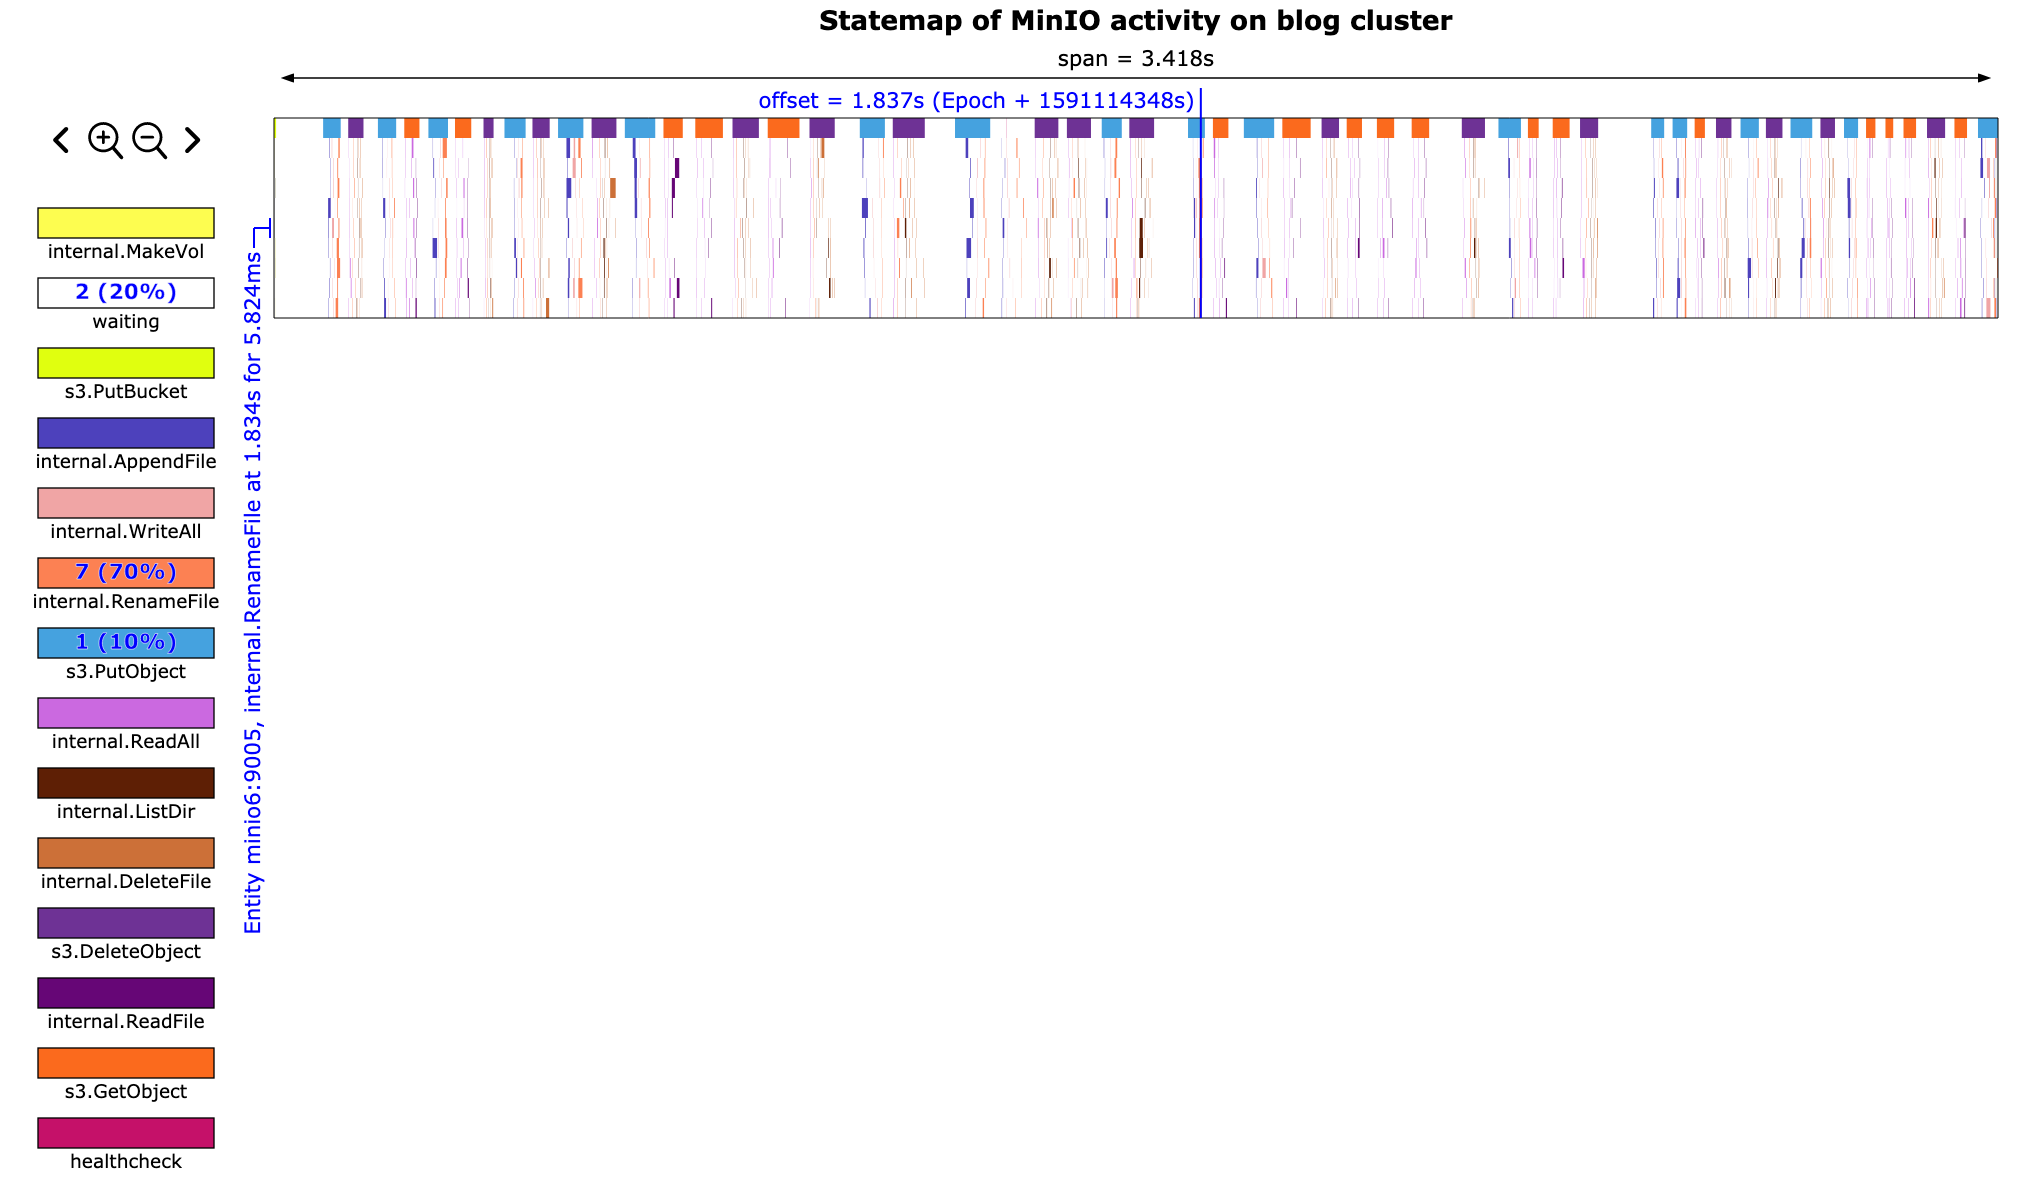 Statemap of MinIO activity on blog cluster
span = 3.418s
offset = 1.837s (Epoch + 1591114348s)
internal.MakeVol
2 (20%)
waiting
s3.PutBucket
internal.AppendFile
internal.WriteAll
7 (70%)
internal.RenameFile
1 (10%)
s3.PutObject
internal.ReadAll
internal.ListDir
internal.DeleteFile
s3.DeleteObject
internal.ReadFile
s3.GetObject
healthcheck
Entity minio6:9005, internal.RenameFile at 1.834s for 5.824ms